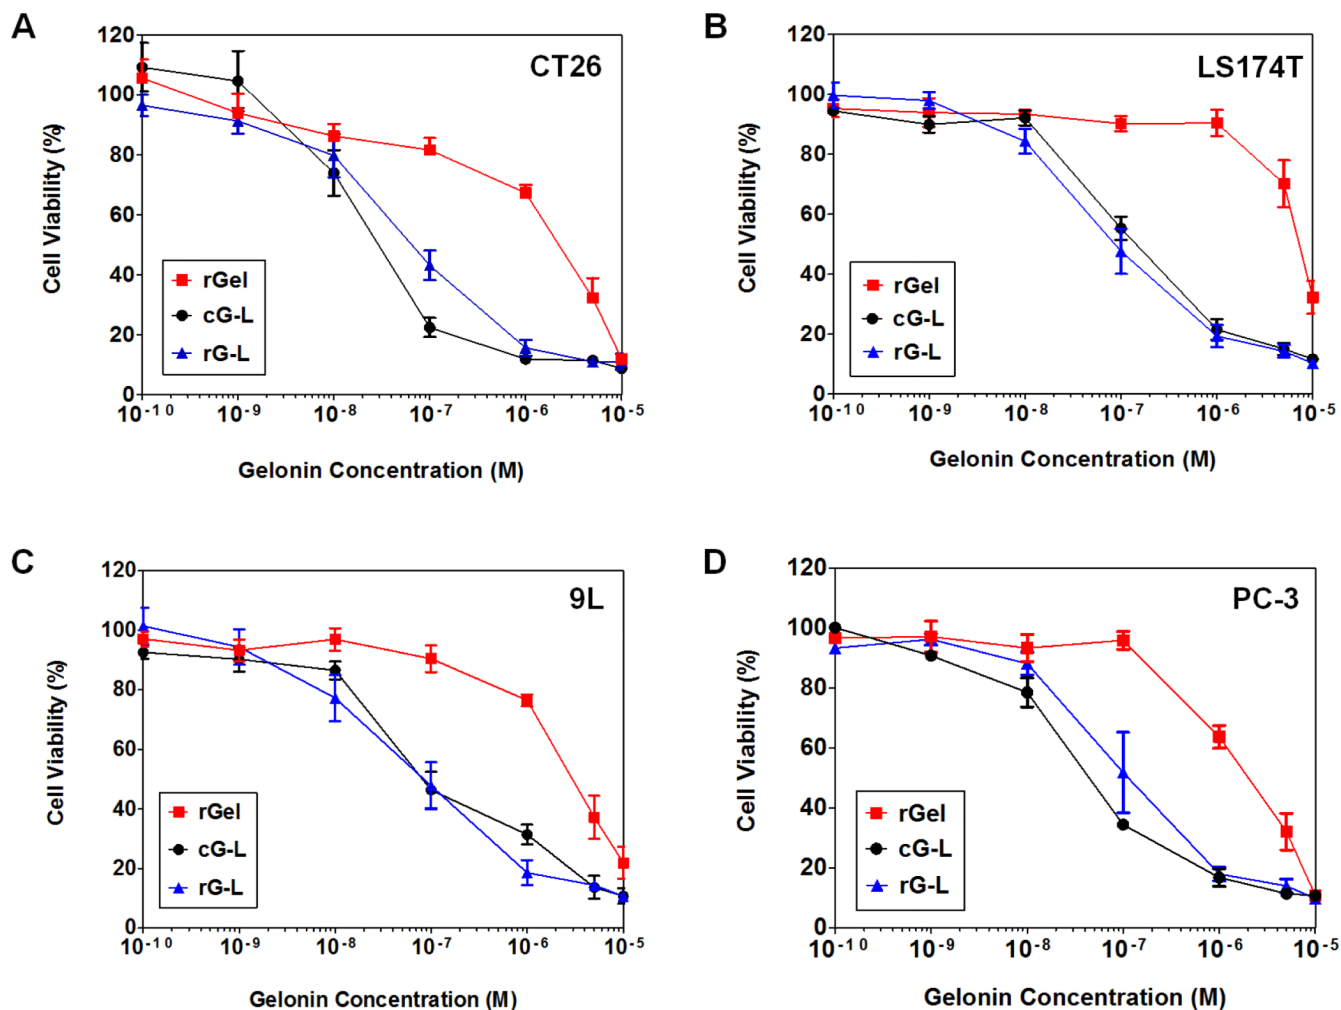 A
CT26
120
100
80
60
40
20
0
Cell Viability (%)
rGel
cG-L
rG-L
10-10
10-9
10-8
10-7
10-6
10-5
Gelonin Concentration (M)
B
LS174T
120
100
80
60
40
20
0
Cell Viability (%)
rGel
cG-L
rG-L
10-10
10-9
10-8
10-7
10-6
10-5
Gelonin Concentration (M)
C
9L
120
100
80
60
40
20
0
Cell Viability (%)
rGel
cG-L
rG-L
10-10
10-9
10-8
10-7
10-6
10-5
Gelonin Concentration (M)
D
PC-3
120
100
80
60
40
20
0
Cell Viability (%)
rGel
cG-L
rG-L
10-10
10-9
10-8
10-7
10-6
10-5
Gelonin Concentration (M)